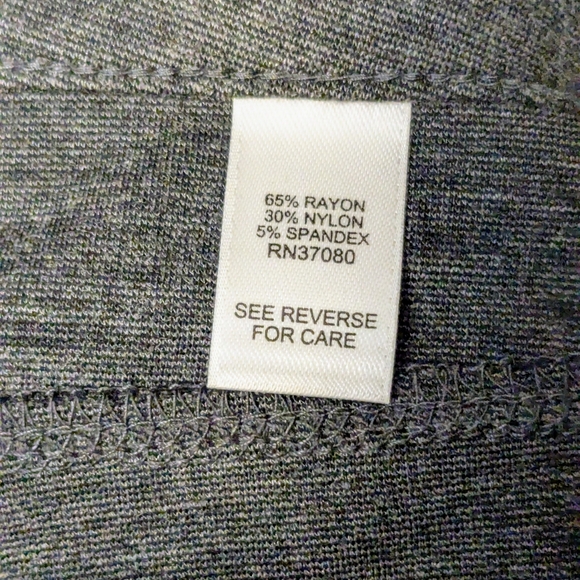 65% RAYON
30% NYLON
5% SPANDEX
RN37080
SEE REVERSE
FOR CARE